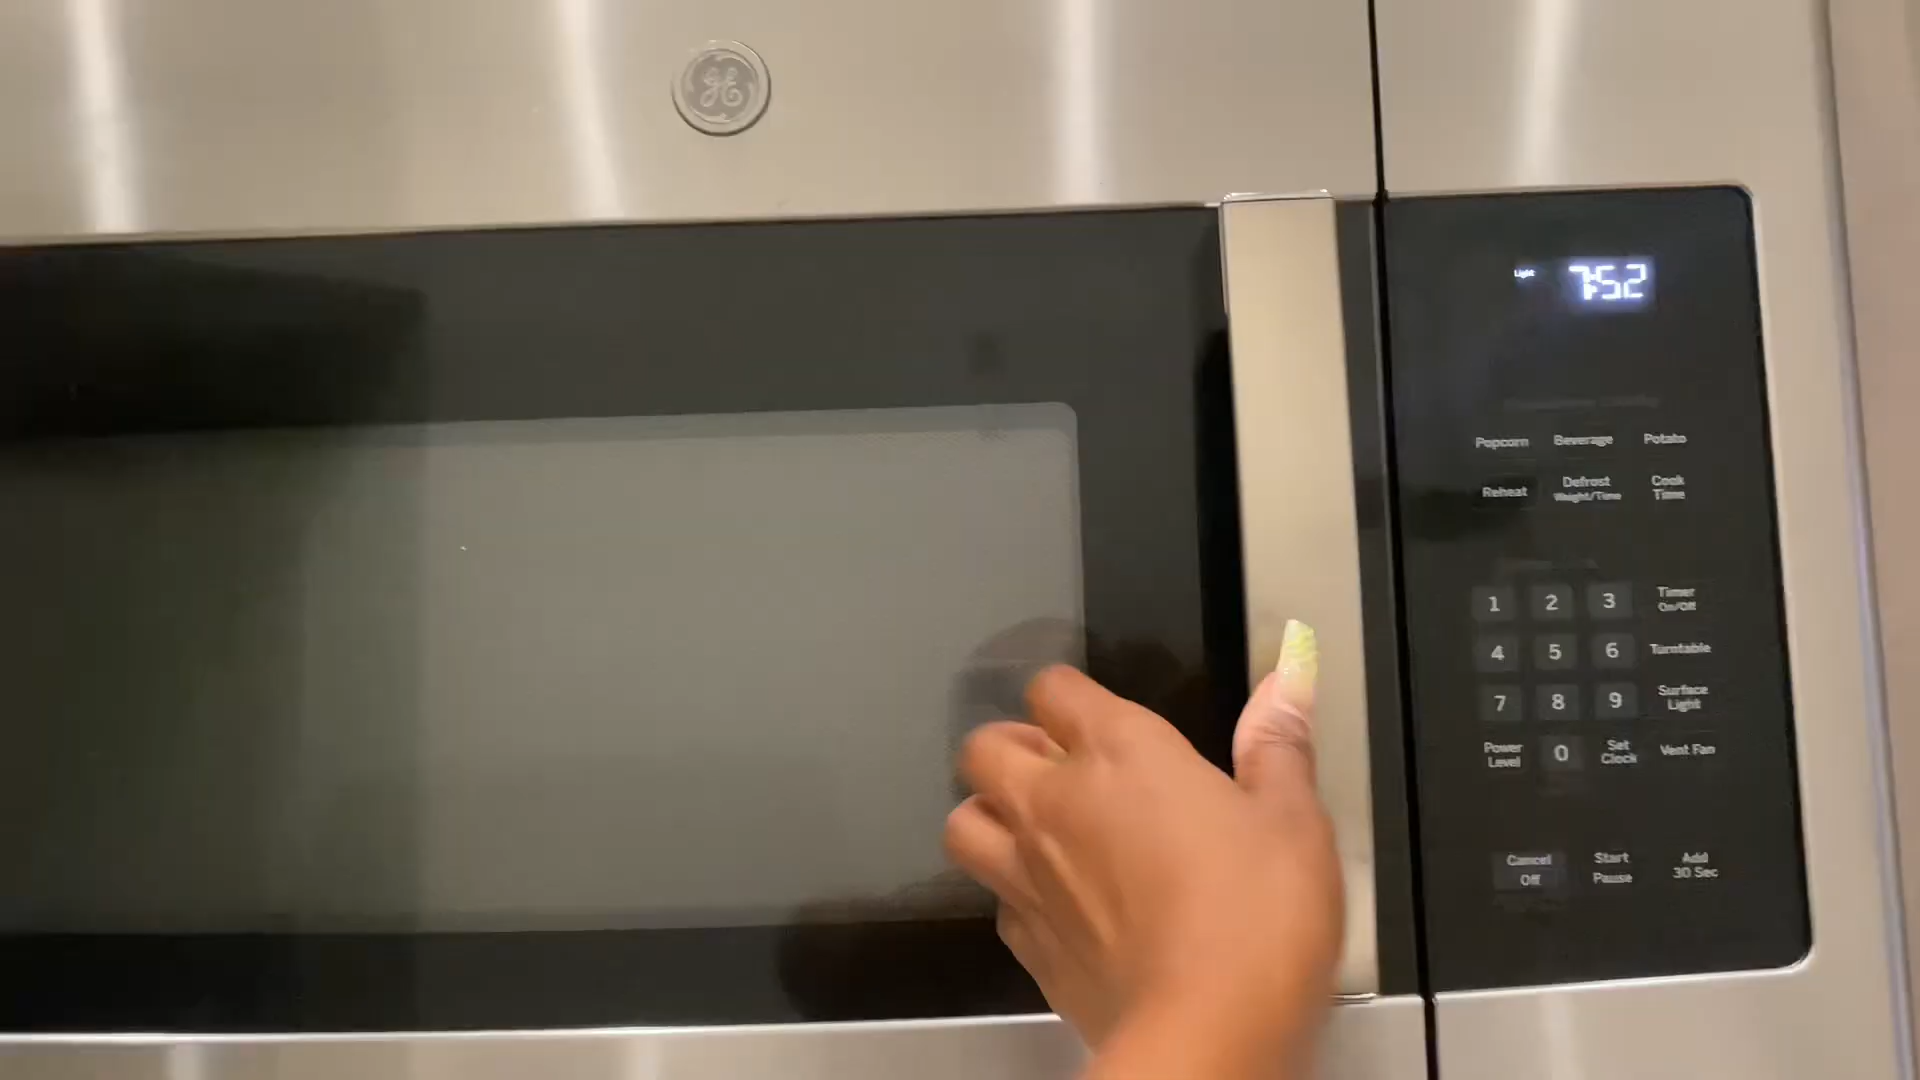 GE
Light 7:52
Popcorn Beverage Potato
Reheat Defrost Weight/Time Cook Time
1 2 3 Timer On/Off
4 5 6 Turntable
7 8 9 Surface Light
Power Level 0 Set Clock Vent Fan
Cancel Off Start Pause Add 30 Sec